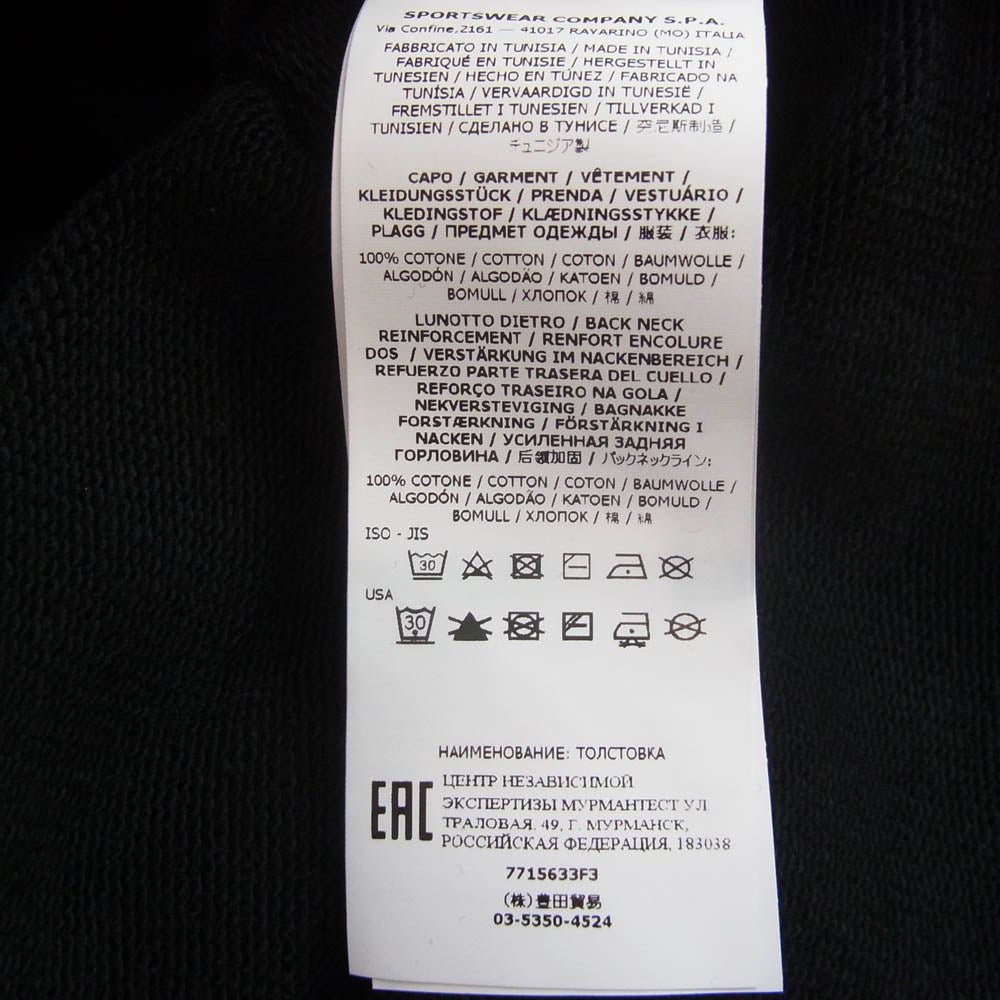 SPORTSWEAR COMPANY S.P.A.
Via Confine,2161 — 41017 RAVARINO (MO) ITALIA
FABBRICATO IN TUNISIA / MADE IN TUNISIA /
FABRIQUÉ EN TUNISIE / HERGESTELLT IN
TUNESIEN / HECHO EN TÚNEZ / FABRICADO NA
TUNÍSIA / VERVAARDIGD IN TUNESIË /
FREMSTILLET I TUNESIEN / TILLVERKAD I
TUNISIEN / СДЕЛАНО В ТУНИСЕ / 突尼斯制造 /
チュニジア製
CAPO / GARMENT / VÊTEMENT /
KLEIDUNGSSTÜCK / PRENDA / VESTUÁRIO /
KLEDINGSTOF / KLÆDNINGSSTYKKE /
PLAGG / ПРЕДМЕТ ОДЕЖДЫ / 服装 / 衣服:
100% COTONE / COTTON / COTON / BAUMWOLLE /
ALGODÓN / ALGODÃO / KATOEN / BOMULD /
BOMULL / ХЛОПОК / 棉 / 綿
LUNOTTO DIETRO / BACK NECK
REINFORCEMENT / RENFORT ENCOLURE
DOS / VERSTÄRKUNG IM NACKENBEREICH /
REFUERZO PARTE TRASERA DEL CUELLO /
REFORÇO TRASEIRO NA GOLA /
NEKVERSTEVIGING / BAGNAKKE
FORSTÆRKNING / FÖRSTÄRKNING I
NACKEN / УСИЛЕННАЯ ЗАДНЯЯ
ГОРЛОВИНА / 后领加固 / バックネックライン:
100% COTONE / COTTON / COTON / BAUMWOLLE /
ALGODÓN / ALGODÃO / KATOEN / BOMULD /
BOMULL / ХЛОПОК / 棉 / 綿
ISO - JIS
30
USA
30
НАИМЕНОВАНИЕ: ТОЛСТОВКА
EAC
ЦЕНТР НЕЗАВИСИМОЙ
ЭКСПЕРТИЗЫ МУРМАНТЕСТ УЛ.
ТРАЛОВАЯ. 49, Г. МУРМАНСК,
РОССИЙСКАЯ ФЕДЕРАЦИЯ, 183038
7715633F3
(株)豊田貿易
03-5350-4524